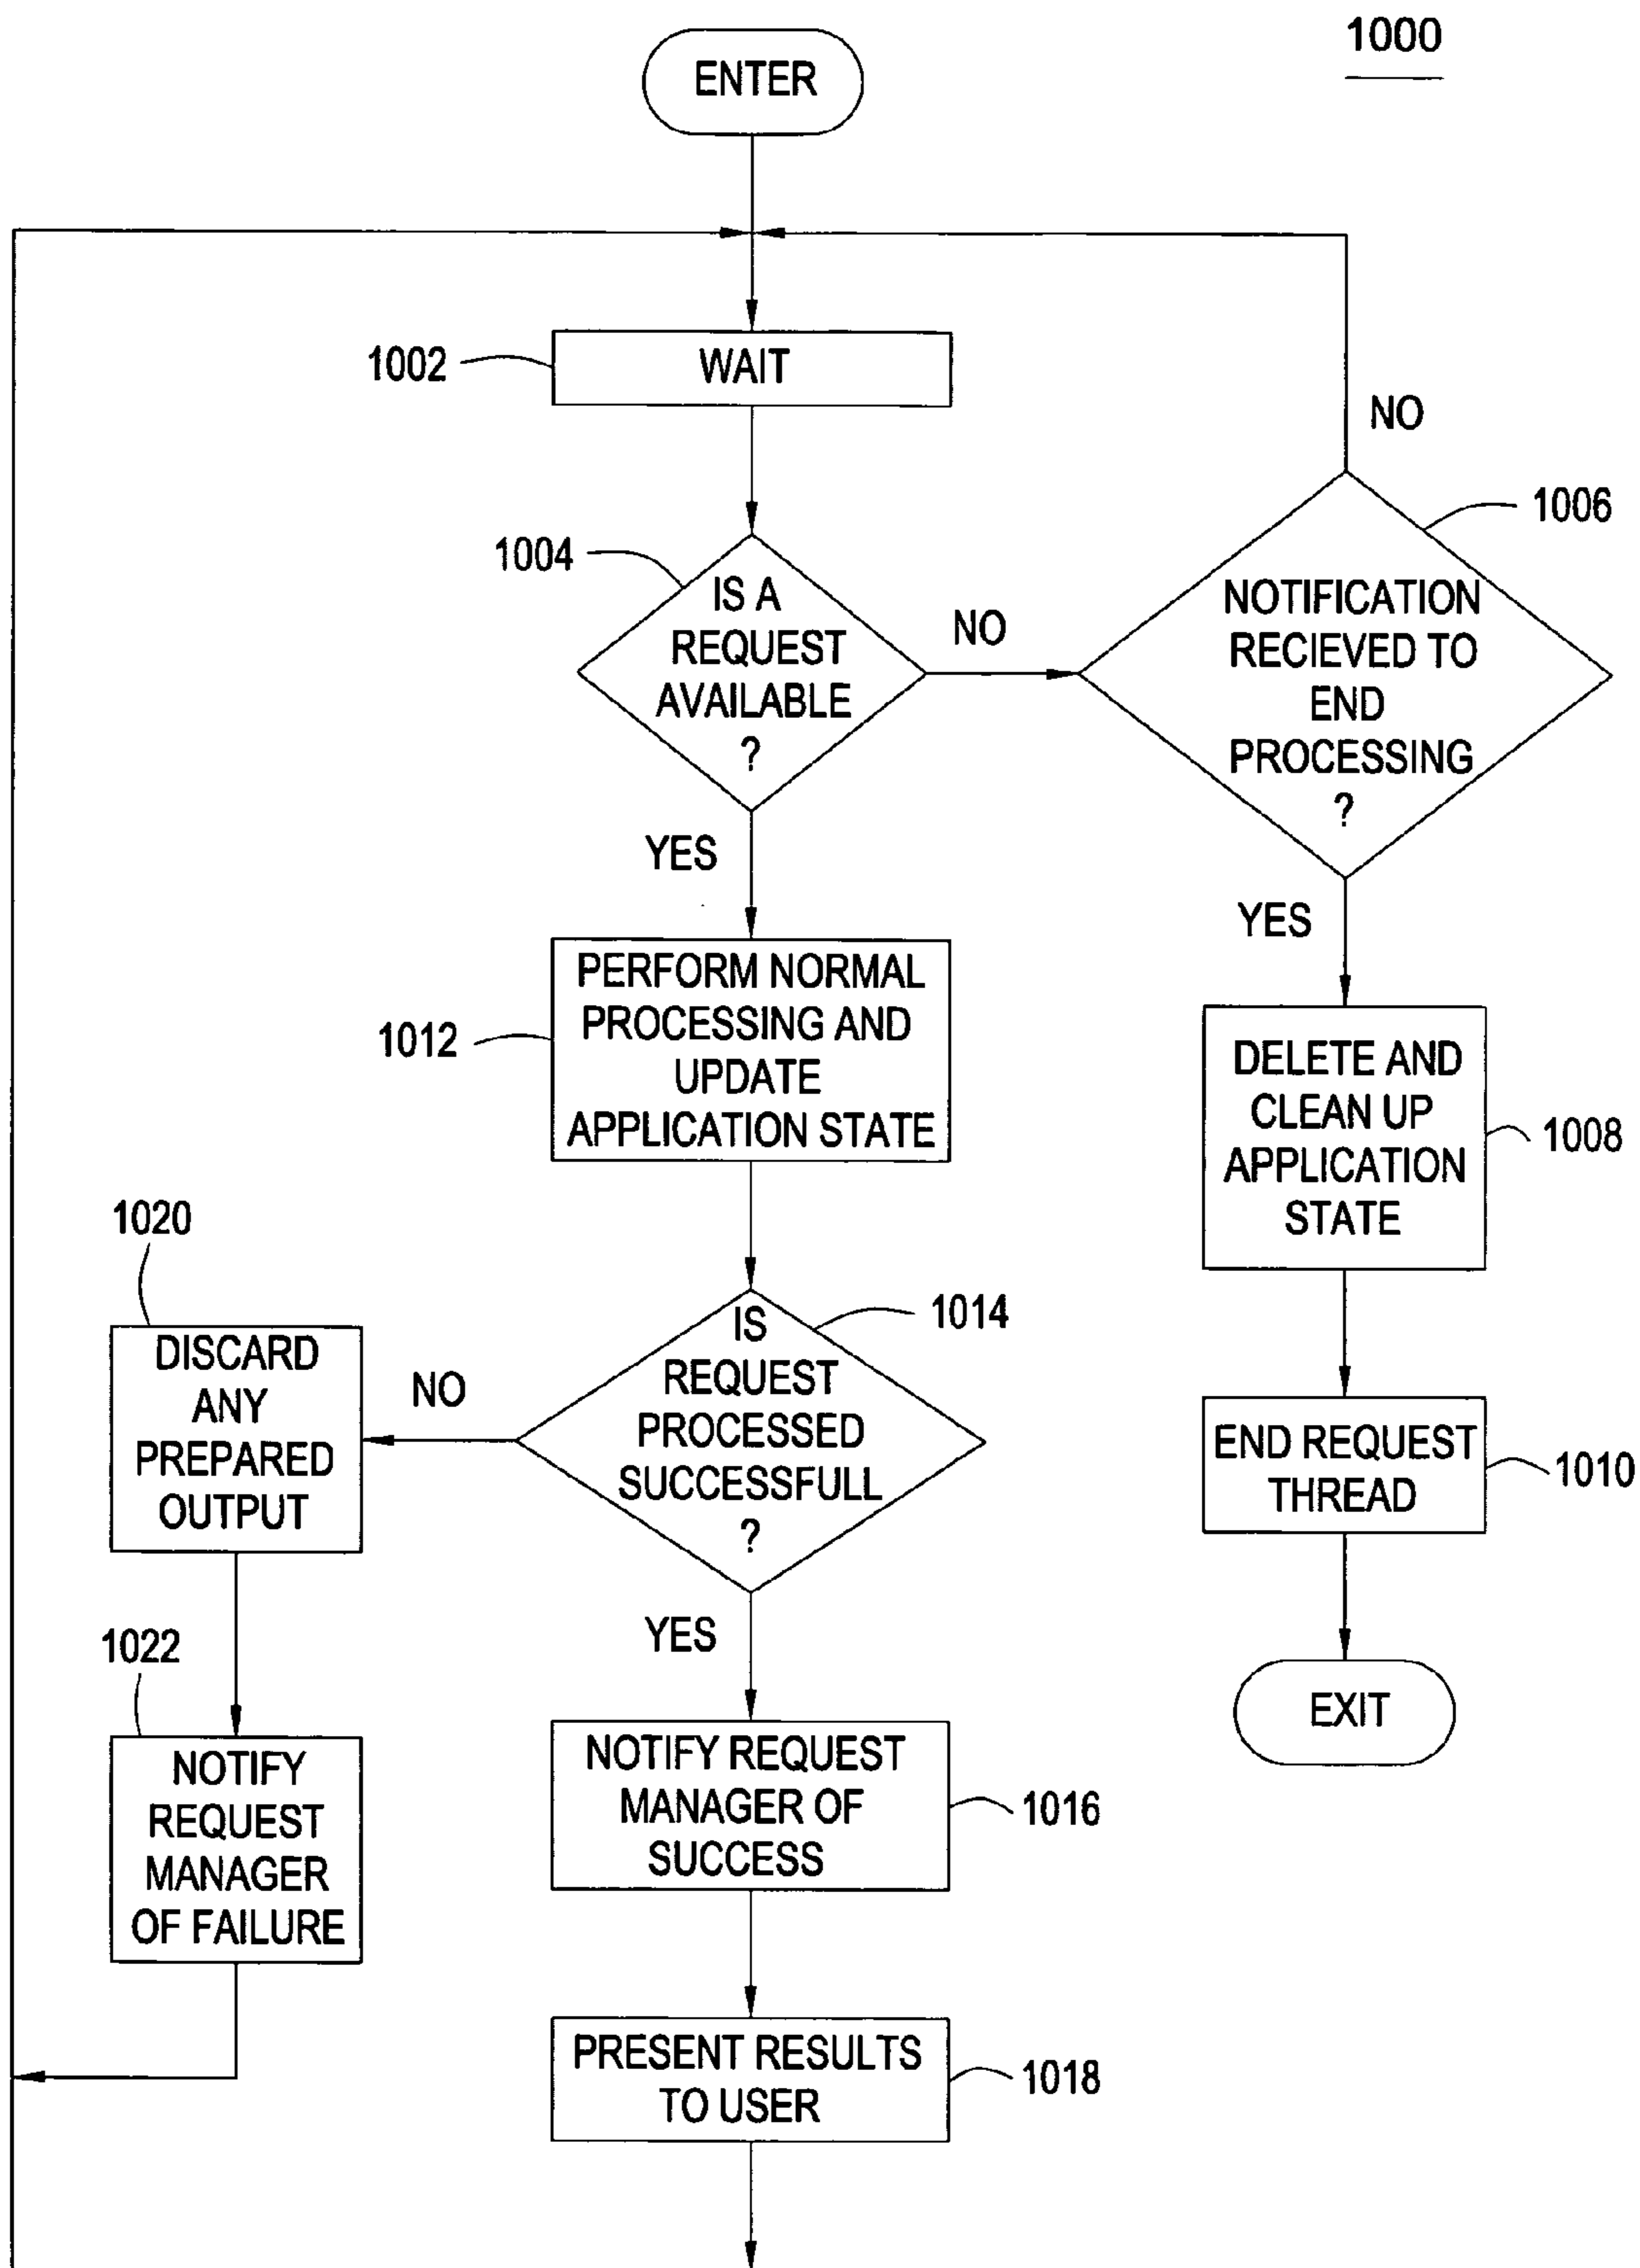 1000
ENTER
1002
WAIT
NO
1006
1004
IS A
REQUEST
AVAILABLE
?
NO
NOTIFICATION
RECIEVED TO
END
PROCESSING
?
YES
YES
PERFORM NORMAL
PROCESSING AND
UPDATE
APPLICATION STATE
1012
DELETE AND
CLEAN UP
APPLICATION
STATE
1008
1020
1014
IS
REQUEST
PROCESSED
SUCCESSFULL
?
NO
DISCARD
ANY
PREPARED
OUTPUT
END REQUEST
THREAD
1010
YES
1022
NOTIFY
REQUEST
MANAGER
OF FAILURE
NOTIFY REQUEST
MANAGER OF
SUCCESS
1016
EXIT
PRESENT RESULTS
TO USER
1018